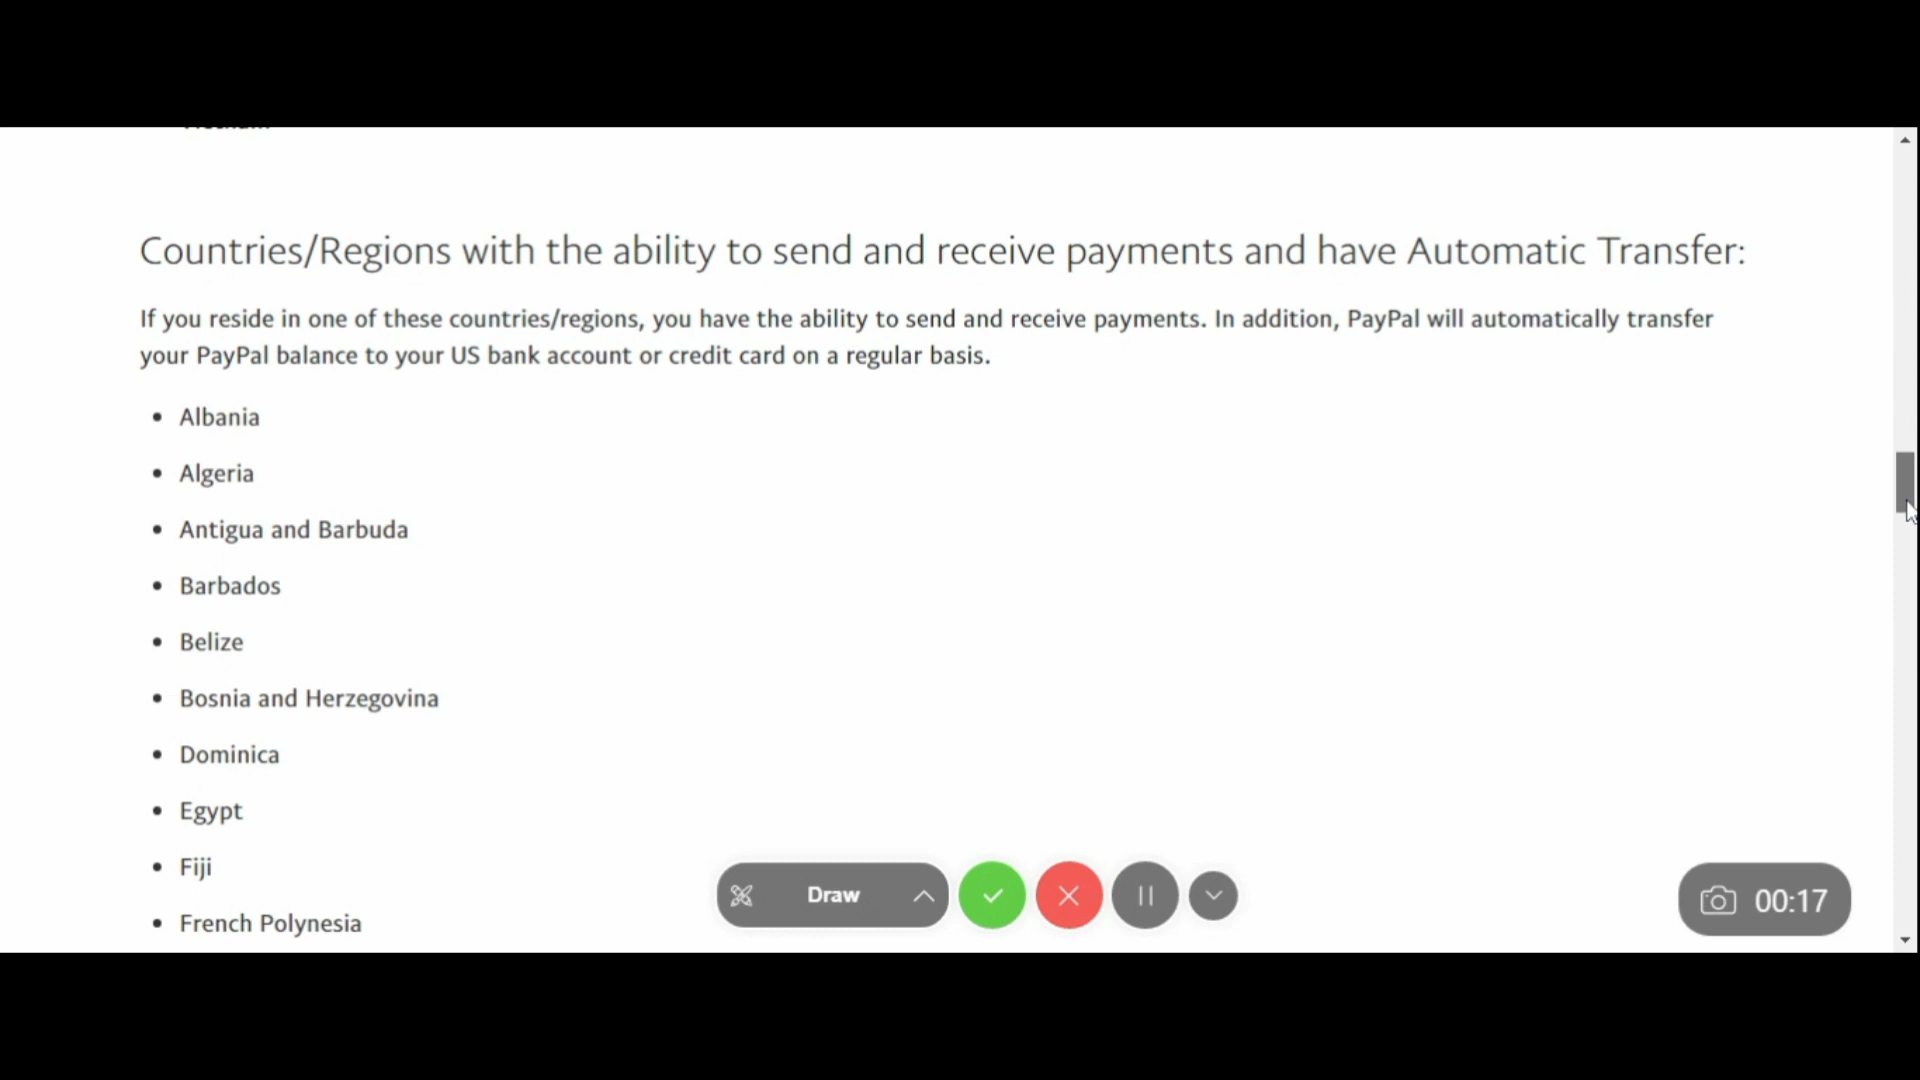 Countries/Regions with the ability to send and receive payments and have Automatic Transfer:
If you reside in one of these countries/regions, you have the ability to send and receive payments. In addition, PayPal will automatically transfer
your PayPal balance to your US bank account or credit card on a regular basis.
• Albania
• Algeria
• Antigua and Barbuda
• Barbados
• Belize
• Bosnia and Herzegovina
• Dominica
• Egypt
• Fiji
• French Polynesia
Draw
00:17